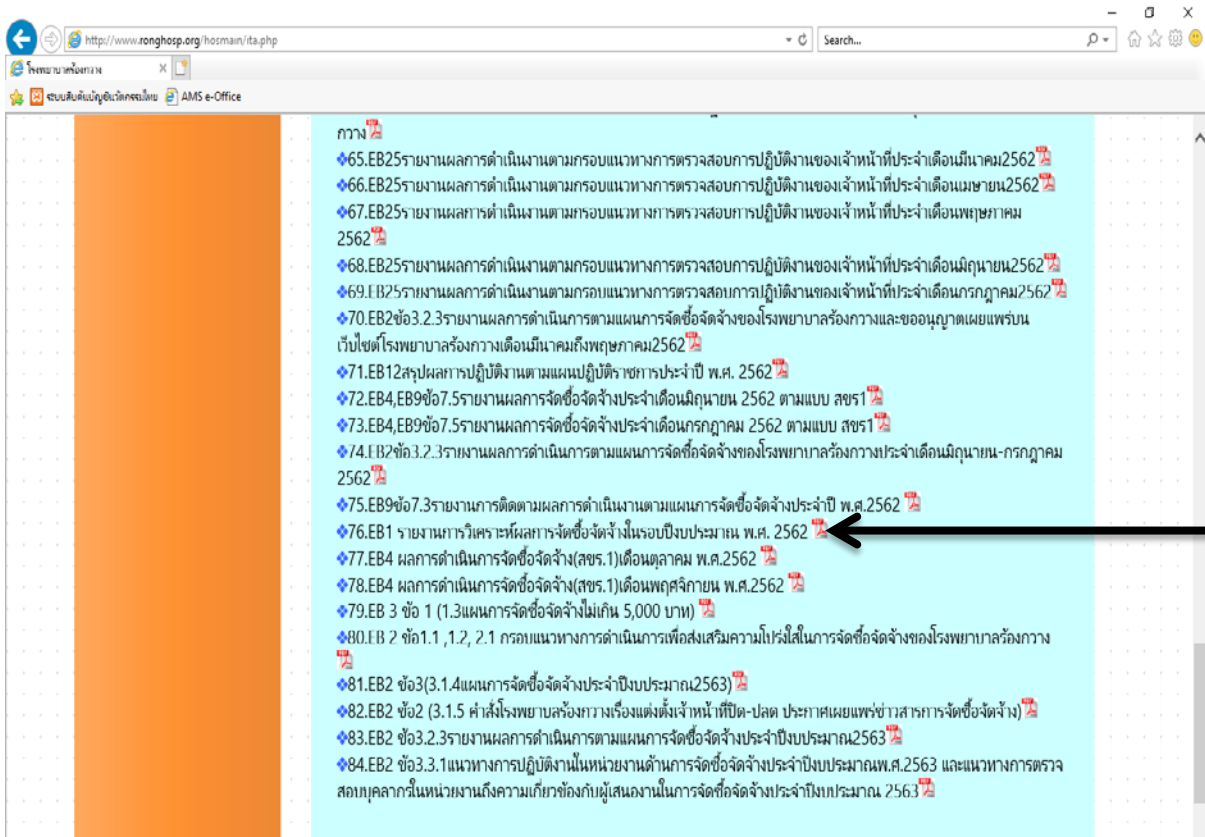 http://www.ronghosp.org/hosmain/ita.php
Search...
โรงพยาบาลร้องกวาง
ระบบสืบค้นบัญชีนวัตกรรมไทย
AMS e-Office
กวาง
65.EB25รายงานผลการดำเนินงานตามกรอบแนวทางการตรวจสอบการปฏิบัติงานของเจ้าหน้าที่ประจำเดือนมีนาคม2562
66.EB25รายงานผลการดำเนินงานตามกรอบแนวทางการตรวจสอบการปฏิบัติงานของเจ้าหน้าที่ประจำเดือนเมษายน2562
67.EB25รายงานผลการดำเนินงานตามกรอบแนวทางการตรวจสอบการปฏิบัติงานของเจ้าหน้าที่ประจำเดือนพฤษภาคม
2562
68.EB25รายงานผลการดำเนินงานตามกรอบแนวทางการตรวจสอบการปฏิบัติงานของเจ้าหน้าที่ประจำเดือนมิถุนายน2562
69.EB25รายงานผลการดำเนินงานตามกรอบแนวทางการตรวจสอบการปฏิบัติงานของเจ้าหน้าที่ประจำเดือนกรกฎาคม2562
70.EB2ข้อ3.2.3รายงานผลการดำเนินการตามแผนการจัดซื้อจัดจ้างของโรงพยาบาลร้องกวางและขออนุญาตเผยแพร่บน
เว็บไซต์โรงพยาบาลร้องกวางเดือนมีนาคมถึงพฤษภาคม2562
71.EB12สรุปผลการปฏิบัติงานตามแผนปฏิบัติราชการประจำปี พ.ศ. 2562
72.EB4,EB9ข้อ7.5รายงานผลการจัดซื้อจัดจ้างประจำเดือนมิถุนายน 2562 ตามแบบ สขร1
73.EB4,EB9ข้อ7.5รายงานผลการจัดซื้อจัดจ้างประจำเดือนกรกฎาคม 2562 ตามแบบ สขร1
74.EB2ข้อ3.2.3รายงานผลการดำเนินการตามแผนการจัดซื้อจัดจ้างของโรงพยาบาลร้องกวางประจำเดือนมิถุนายน-กรกฎาคม
2562
75.EB9ข้อ7.3รายงานการติดตามผลการดำเนินงานตามแผนการจัดซื้อจัดจ้างประจำปี พ.ศ.2562
76.EB1 รายงานการวิเคราะห์ผลการจัดซื้อจัดจ้างในรอบปีงบประมาณ พ.ศ. 2562
77.EB4 ผลการดำเนินการจัดซื้อจัดจ้าง(สขร.1)เดือนตุลาคม พ.ศ.2562
78.EB4 ผลการดำเนินการจัดซื้อจัดจ้าง(สขร.1)เดือนพฤศจิกายน พ.ศ.2562
79.EB 3 ข้อ 1 (1.3แผนการจัดซื้อจัดจ้างไม่เกิน 5,000 บาท)
80.EB 2 ข้อ1.1 ,1.2, 2.1 กรอบแนวทางการดำเนินการเพื่อส่งเสริมความโปร่งใสในการจัดซื้อจัดจ้างของโรงพยาบาลร้องกวาง
81.EB2 ข้อ3(3.1.4แผนการจัดซื้อจัดจ้างประจำปีงบประมาณ2563)
82.EB2 ข้อ2 (3.1.5 คำสั่งโรงพยาบลร้องกวางเรื่องแต่งตั้งเจ้าหน้าที่ปิด-ปลด ประกาศเผยแพร่ข่าวสารการจัดซื้อจัดจ้าง)
83.EB2 ข้อ3.2.3รายงานผลการดำเนินการตามแผนการจัดซื้อจัดจ้างประจำปีงบประมาณ2563
84.EB2 ข้อ3.3.1แนวทางการปฏิบัติงานในหน่วยงานด้านการจัดซื้อจัดจ้างประจำปีงบประมาณพ.ศ.2563 และแนวทางการตรวจ
สอบบุคลากรในหน่วยงานถึงความเกี่ยวข้องกับผู้เสนองานในการจัดซื้อจัดจ้างประจำปีงบประมาณ 2563